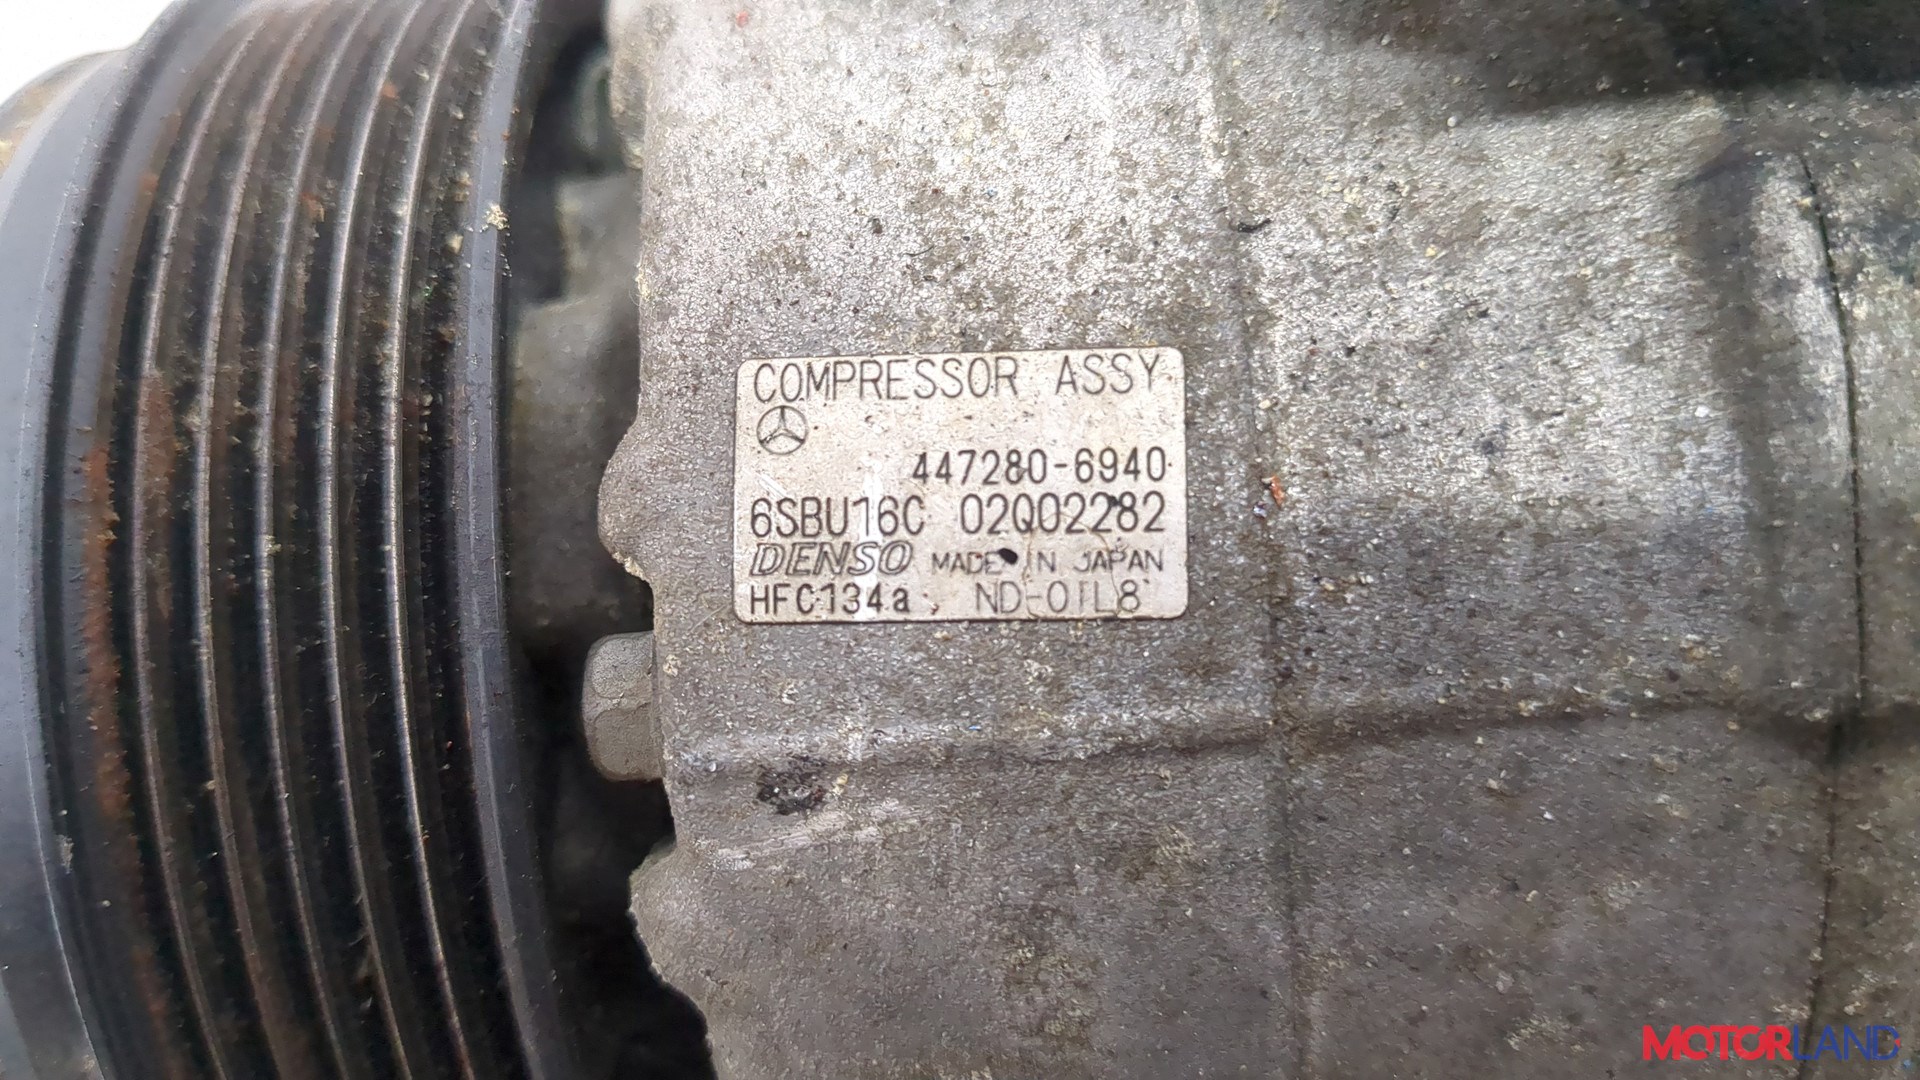 COMPRESSOR ASSY
447280-6940
6SBU16C 02Q02282
DENSO MADE IN JAPAN
HFC134a ND-OIL8
MOTORLAND